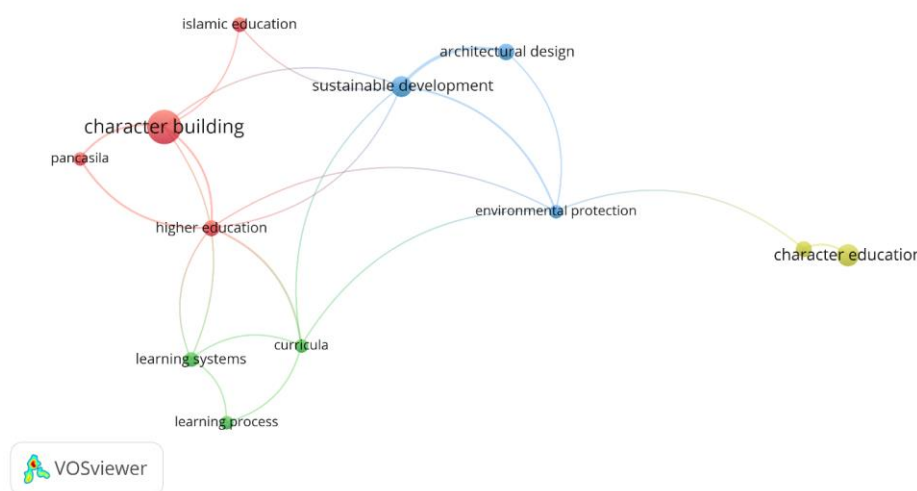 islamic education
architectural design
sustainable development
character building
pancasila
higher education
environmental protection
character education
curricula
learning systems
learning process
VOSviewer